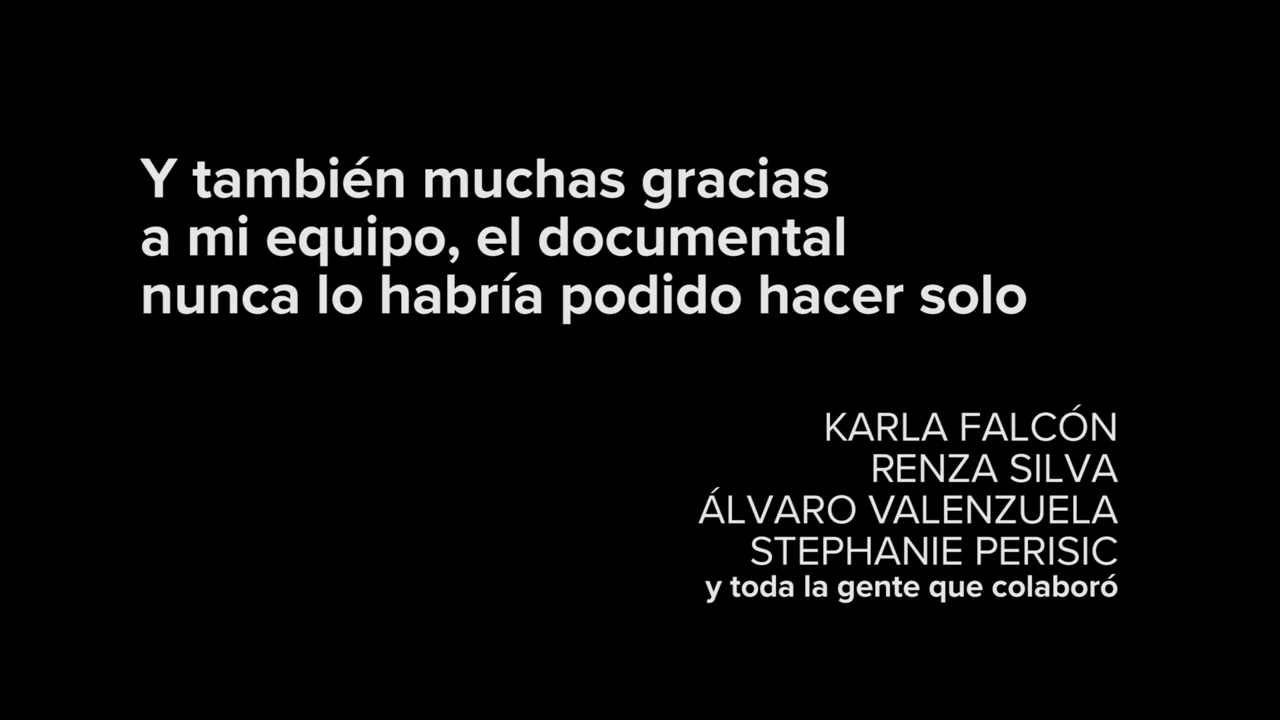 Y también muchas gracias
a mi equipo, el documental
nunca lo habría podido hacer solo
KARLA FALCÓN
RENZA SILVA
ÁLVARO VALENZUELA
STEPHANIE PERISIC
y toda la gente que colaboró